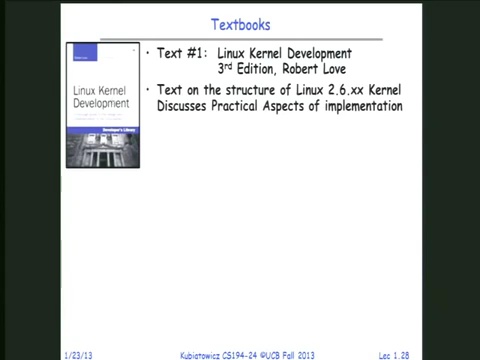 Textbooks
• Text #1: Linux Kernel Development
3rd Edition, Robert Love
• Text on the structure of Linux 2.6.xx Kernel
Discusses Practical Aspects of implementation
Linux Kernel
Development
Developer's Library
1/23/13
Kubiatowicz CS194-24 ©UCB Fall 2013
Lec 1.28